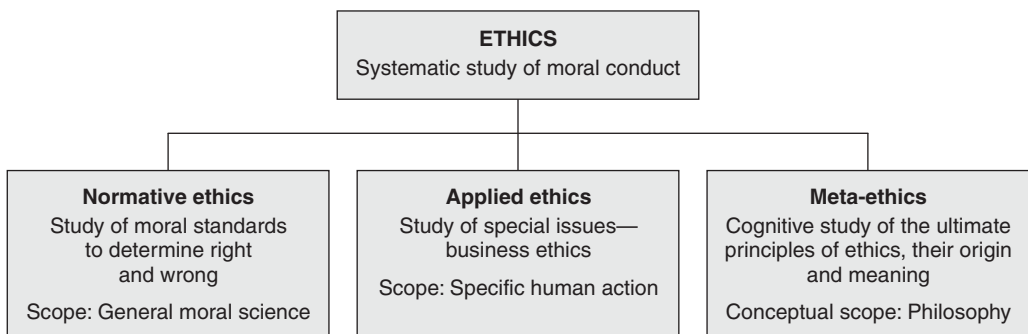 ETHICS
Systematic study of moral conduct
Normative ethics
Study of moral standards
to determine right
and wrong
Scope: General moral science
Applied ethics
Study of special issues—
business ethics
Scope: Specific human action
Meta-ethics
Cognitive study of the ultimate
principles of ethics, their origin
and meaning
Conceptual scope: Philosophy